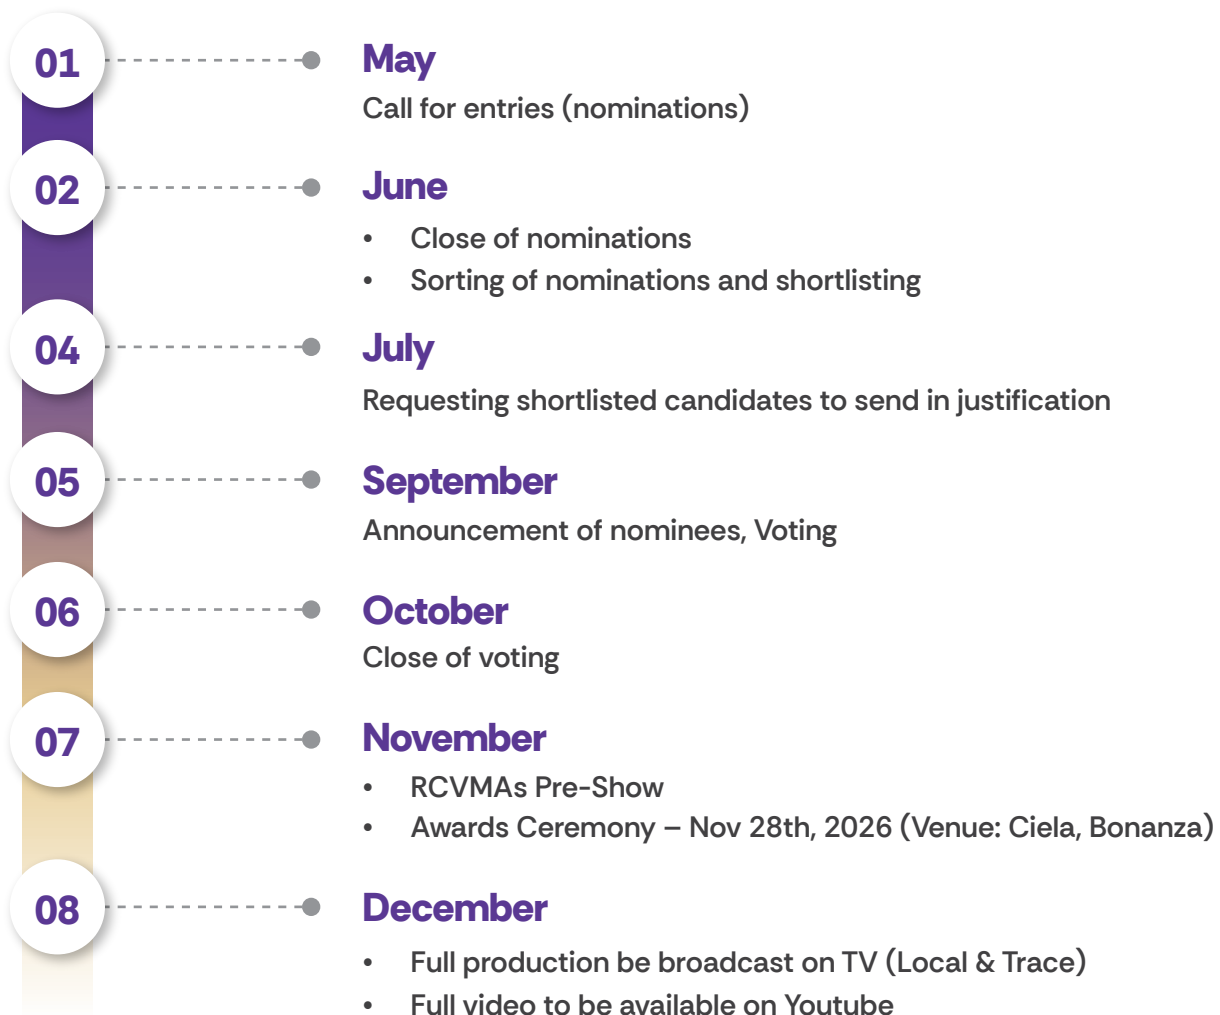 01
May
Call for entries (nominations)
02
June
• Close of nominations
• Sorting of nominations and shortlisting
04
July
Requesting shortlisted candidates to send in justification
05
September
Announcement of nominees, Voting
06
October
Close of voting
07
November
• RCVMAs Pre-Show
• Awards Ceremony – Nov 28th, 2026 (Venue: Ciela, Bonanza)
08
December
• Full production be broadcast on TV (Local & Trace)
• Full video to be available on Youtube